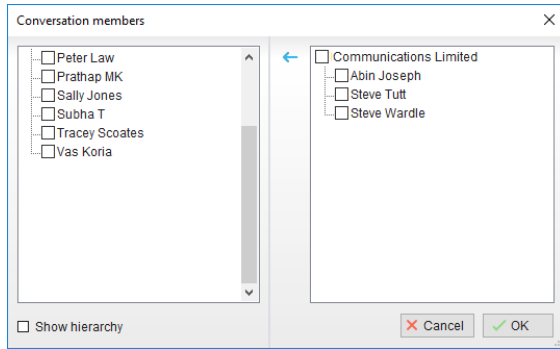 Conversation members
Peter Law
Prathap MK
Sally Jones
Subha T
Tracey Scoates
Vas Koria
Communications Limited
Abin Joseph
Steve Tutt
Steve Wardle
Show hierarchy
Cancel
OK